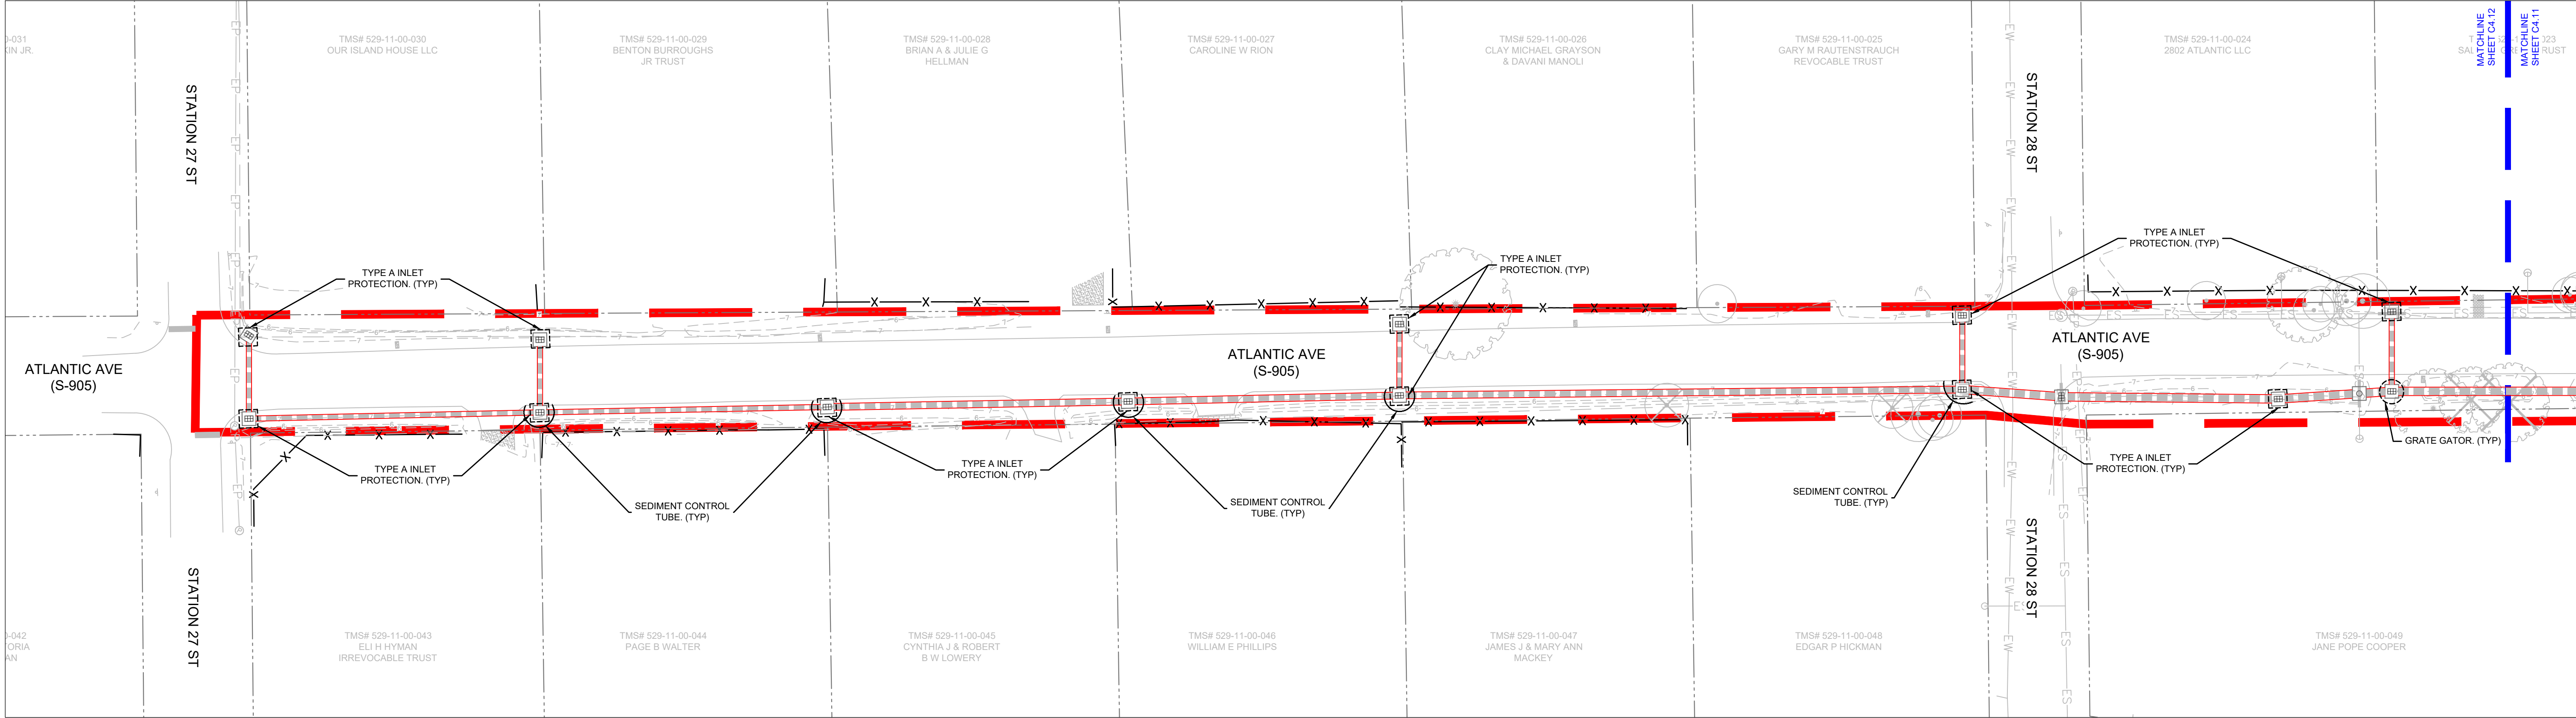 TMS# 529-11-00-030
OUR ISLAND HOUSE LLC
TMS# 529-11-00-029
BENTON BURROUGHS
JR TRUST
TMS# 529-11-00-028
BRIAN A & JULIE G
HELLMAN
TMS# 529-11-00-027
CAROLINE W RION
TMS# 529-11-00-026
CLAY MICHAEL GRAYSON
& DAVANI MANOLI
TMS# 529-11-00-025
GARY M RAUTENSTRAUCH
REVOCABLE TRUST
TMS# 529-11-00-024
2802 ATLANTIC LLC
MATCHLINE
SHEET C4.12
MATCHLINE
SHEET C4.11
-031
KIN JR.
STATION 27 ST
STATION 28 ST
TYPE A INLET
PROTECTION. (TYP)
TYPE A INLET
PROTECTION. (TYP)
TYPE A INLET
PROTECTION. (TYP)
ATLANTIC AVE
(S-905)
ATLANTIC AVE
(S-905)
ATLANTIC AVE
(S-905)
TYPE A INLET
PROTECTION. (TYP)
SEDIMENT CONTROL
TUBE. (TYP)
TYPE A INLET
PROTECTION. (TYP)
SEDIMENT CONTROL
TUBE. (TYP)
SEDIMENT CONTROL
TUBE. (TYP)
TYPE A INLET
PROTECTION. (TYP)
GRATE GATOR. (TYP)
STATION 27 ST
STATION 28 ST
-042
TORIA
AN
TMS# 529-11-00-043
ELI H HYMAN
IRREVOCABLE TRUST
TMS# 529-11-00-044
PAGE B WALTER
TMS# 529-11-00-045
CYNTHIA J & ROBERT
B W LOWERY
TMS# 529-11-00-046
WILLIAM E PHILLIPS
TMS# 529-11-00-047
JAMES J & MARY ANN
MACKEY
TMS# 529-11-00-048
EDGAR P HICKMAN
TMS# 529-11-00-049
JANE POPE COOPER